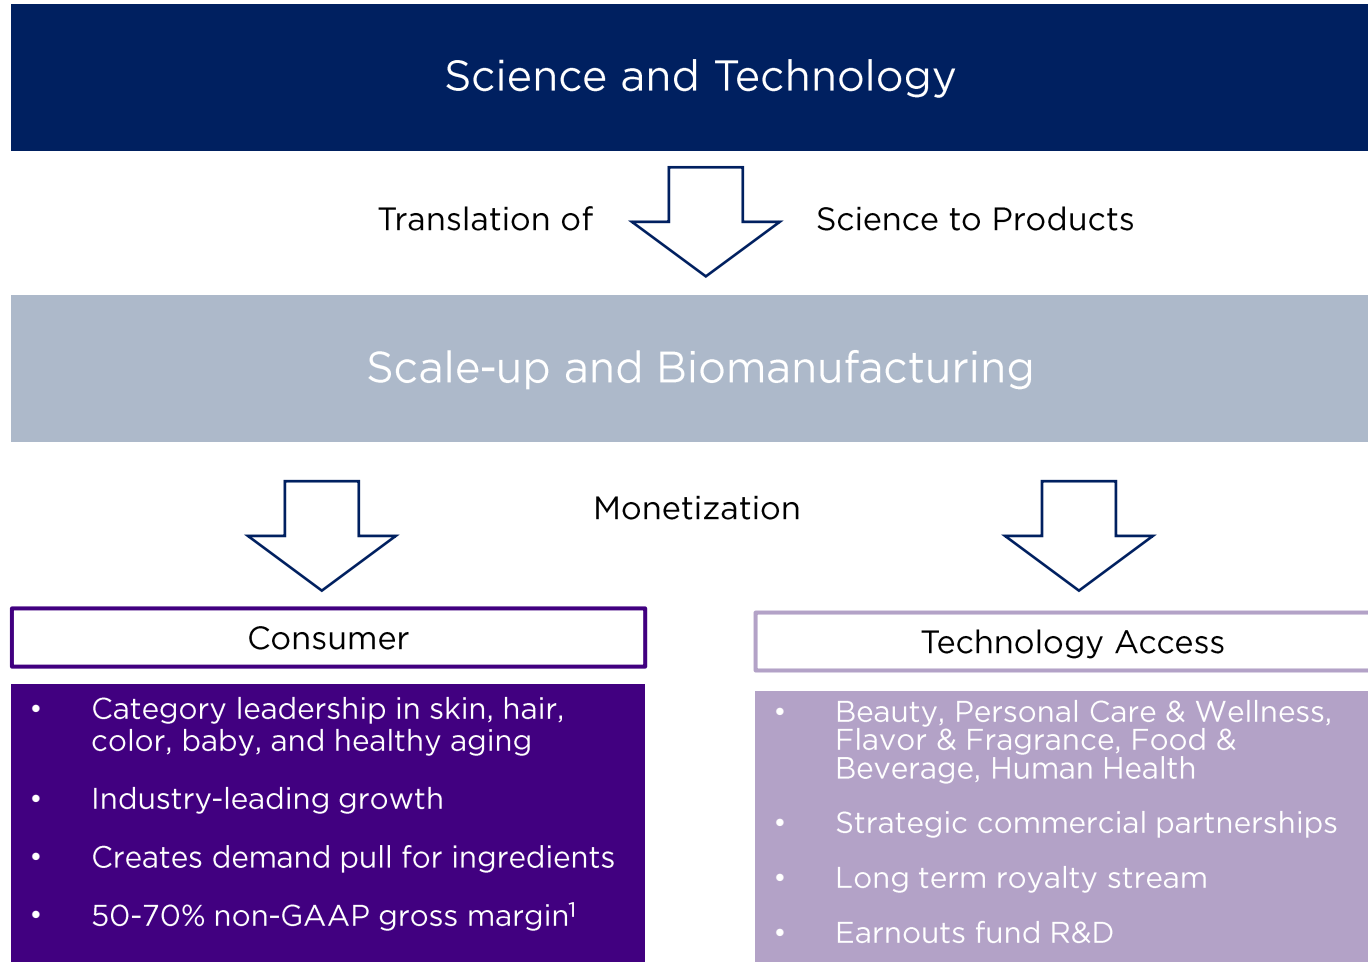 Science and Technology
Translation of Science to Products
Scale-up and Biomanufacturing
Monetization
Consumer
• Category leadership in skin, hair,
color, baby, and healthy aging
• Industry-leading growth
• Creates demand pull for ingredients
• 50-70% non-GAAP gross margin¹
Technology Access
• Beauty, Personal Care & Wellness,
Flavor & Fragrance, Food &
Beverage, Human Health
• Strategic commercial partnerships
• Long term royalty stream
• Earnouts fund R&D